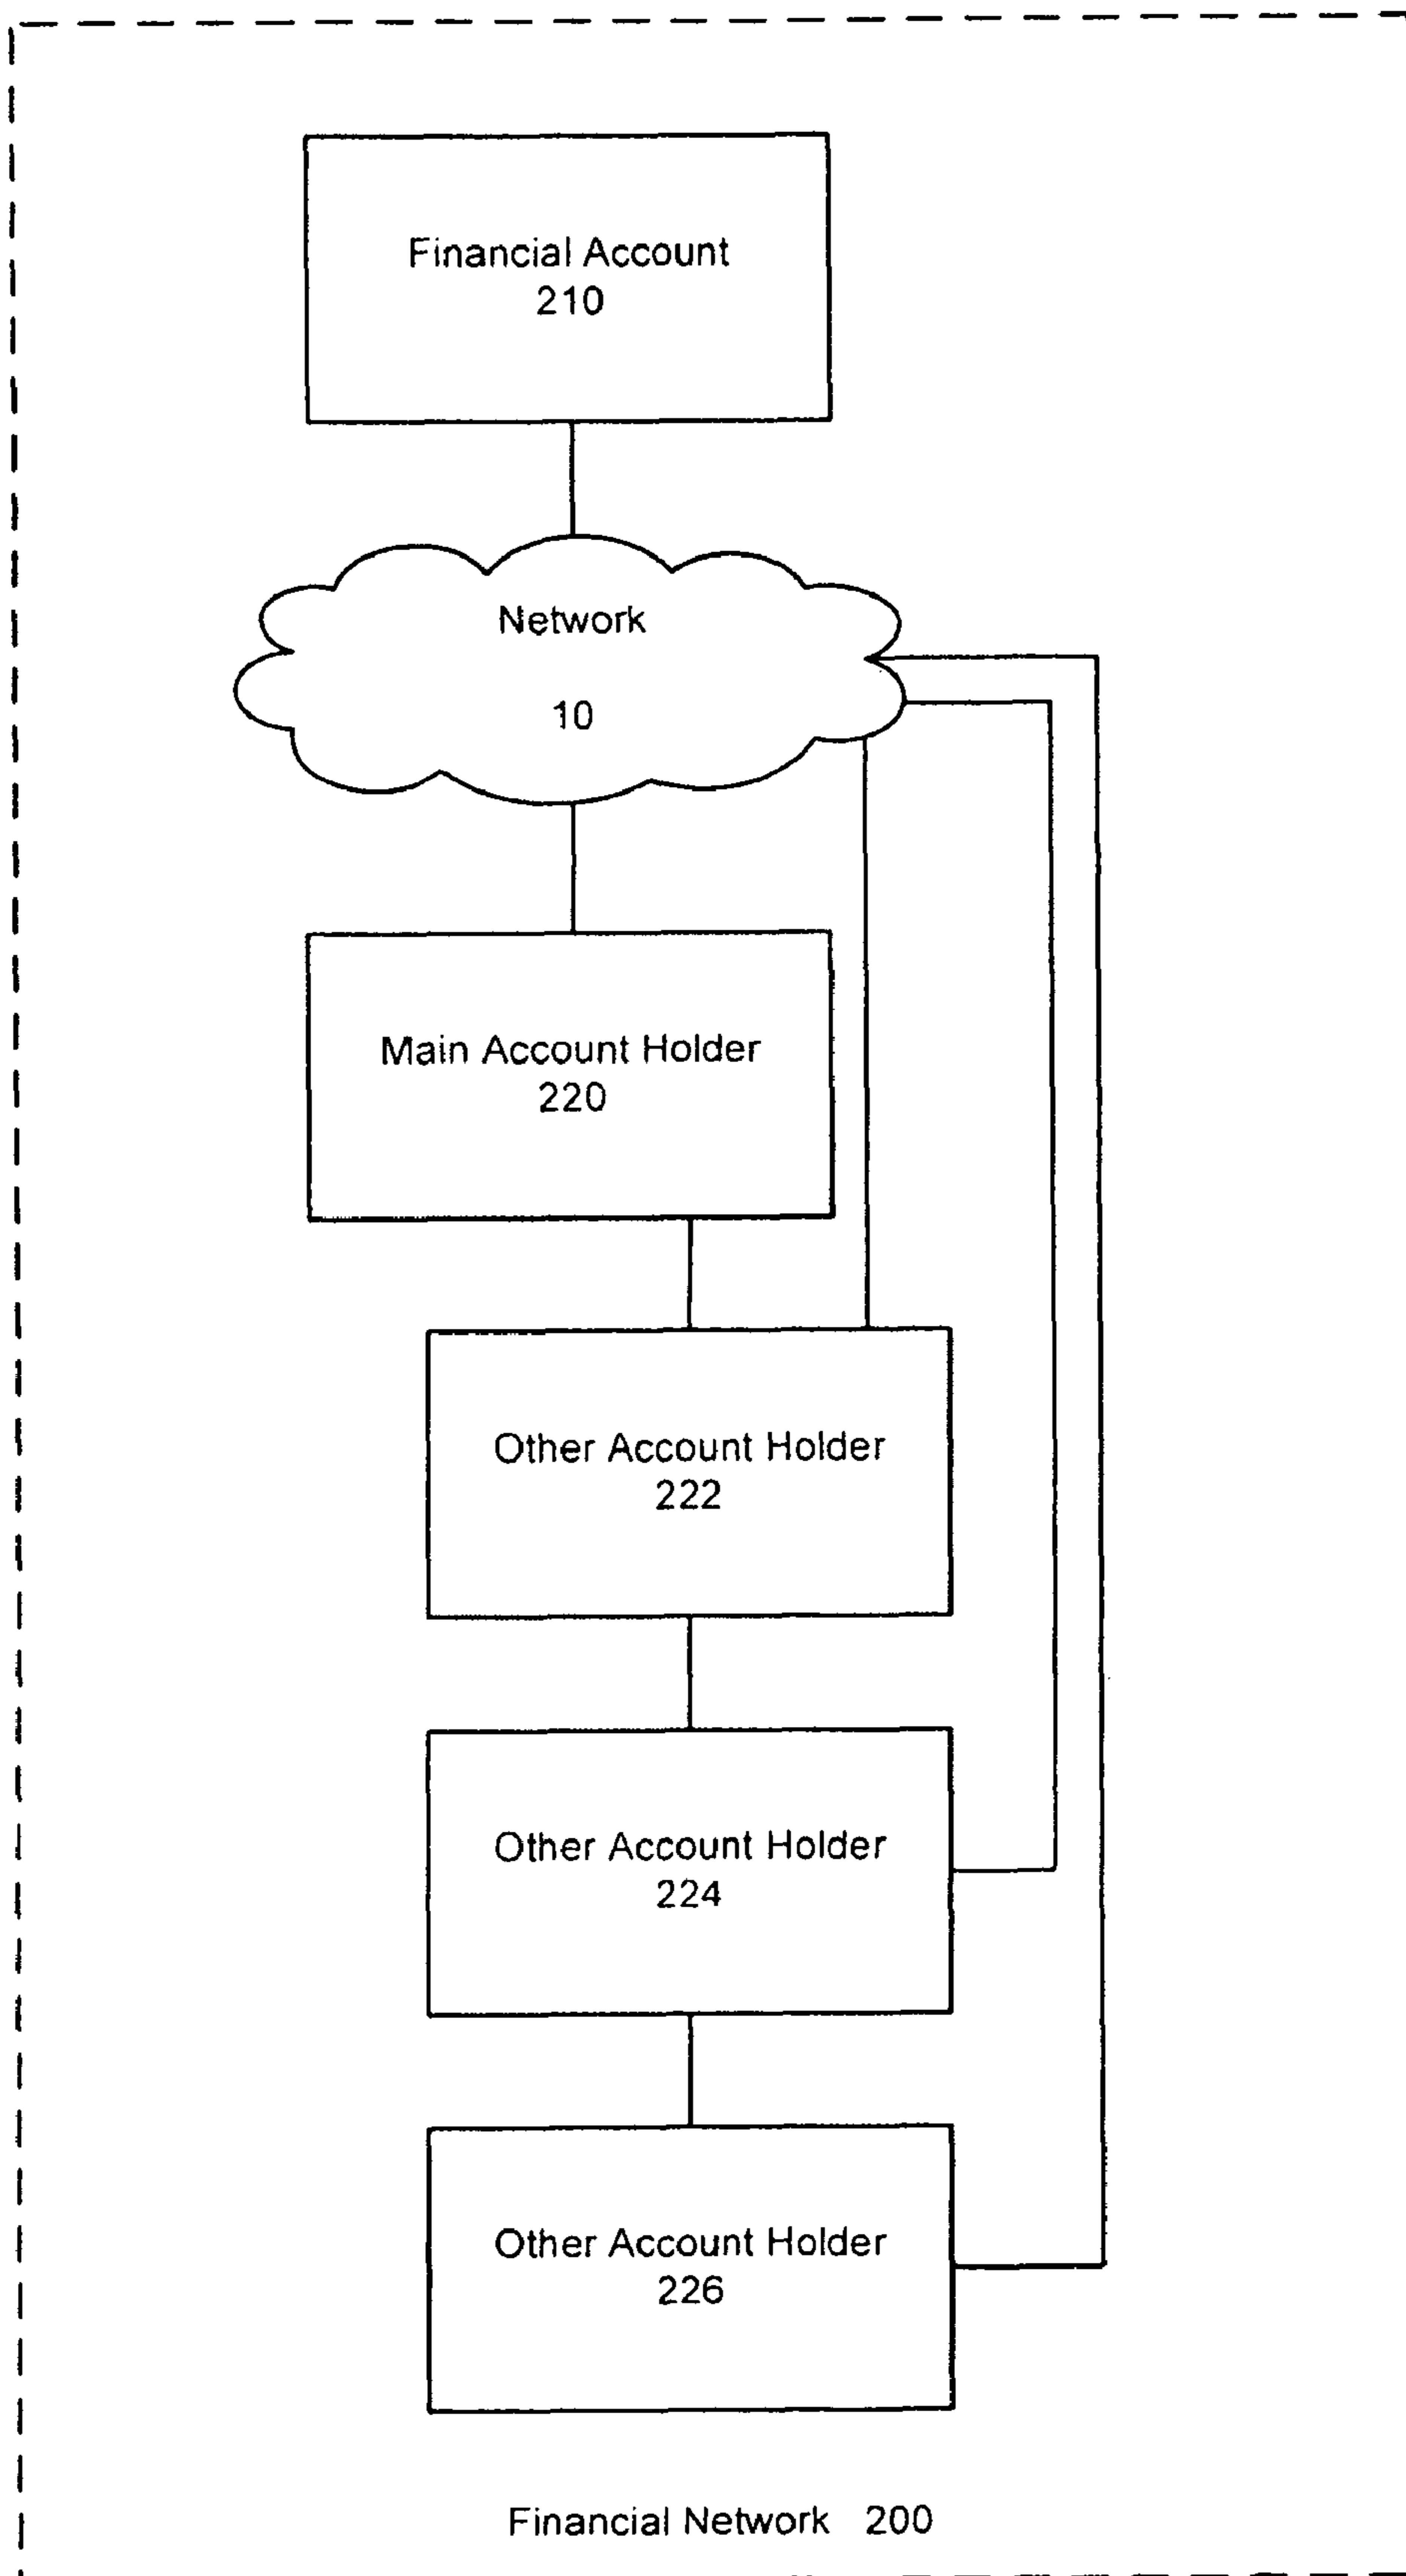 Financial Account
210
Network
10
Main Account Holder
220
Other Account Holder
222
Other Account Holder
224
Other Account Holder
226
Financial Network 200